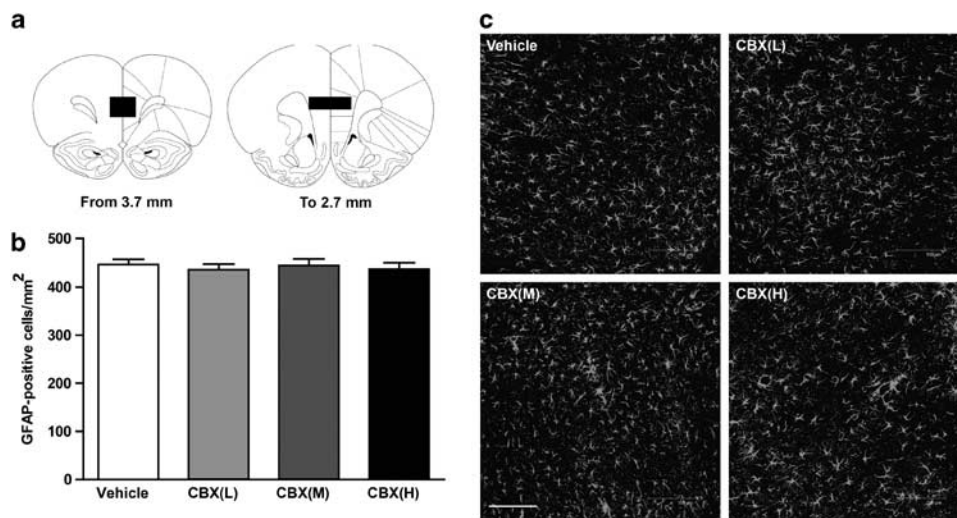 a
From 3.7 mm
To 2.7 mm
b
GFAP-positive cells/mm²
500
400
300
200
100
0
Vehicle
CBX(L)
CBX(M)
CBX(H)
c
Vehicle
CBX(L)
CBX(M)
CBX(H)